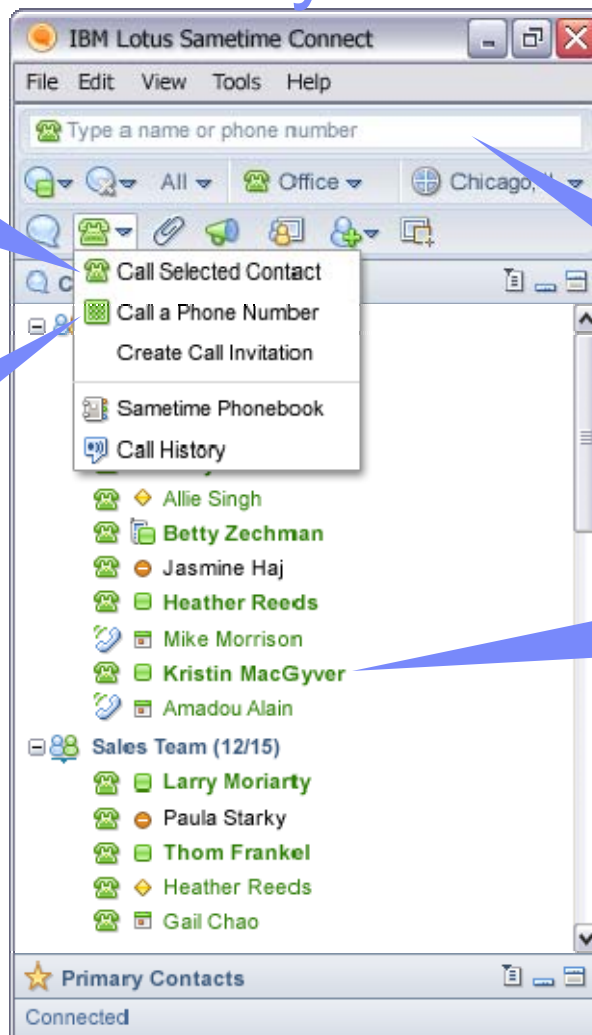 IBM Lotus Sametime Connect
File Edit View Tools Help
Type a name or phone number
All Office Chicago,
Call Selected Contact
Call a Phone Number
Create Call Invitation
Sametime Phonebook
Call History
Allie Singh
Betty Zechman
Jasmine Haj
Heather Reeds
Mike Morrison
Kristin MacGyver
Amadou Alain
Sales Team (12/15)
Larry Moriarty
Paula Starky
Thom Frankel
Heather Reeds
Gail Chao
Primary Contacts
Connected